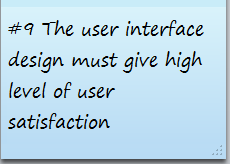 #9 The user interface
design must give high
level of user
satisfaction